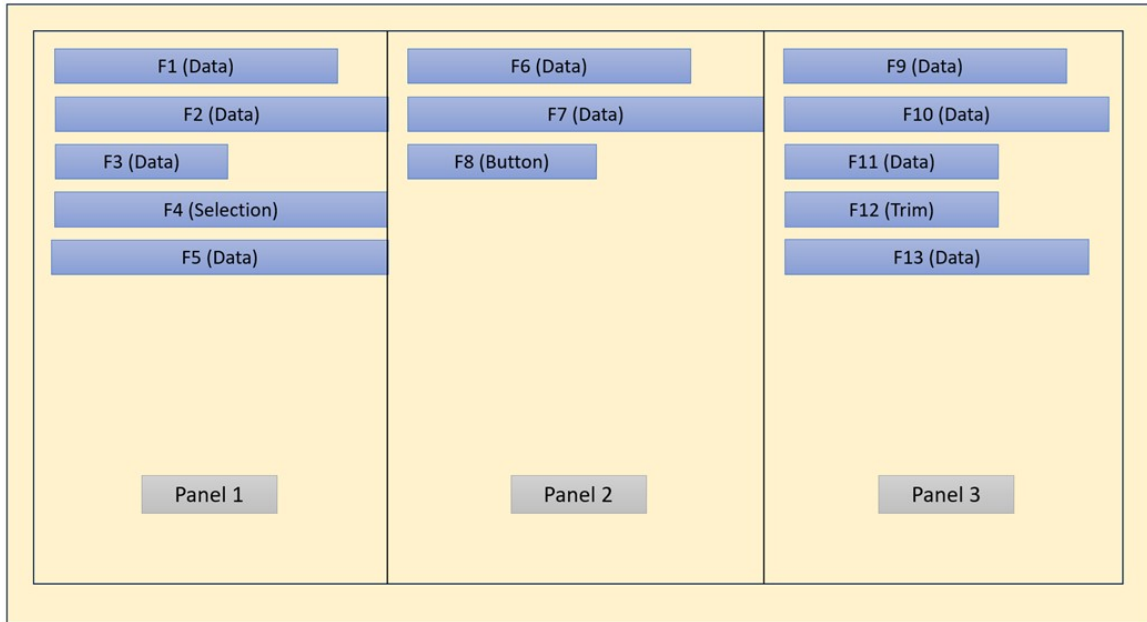 F1 (Data)
F2 (Data)
F3 (Data)
F4 (Selection)
F5 (Data)
Panel 1
F6 (Data)
F7 (Data)
F8 (Button)
Panel 2
F9 (Data)
F10 (Data)
F11 (Data)
F12 (Trim)
F13 (Data)
Panel 3